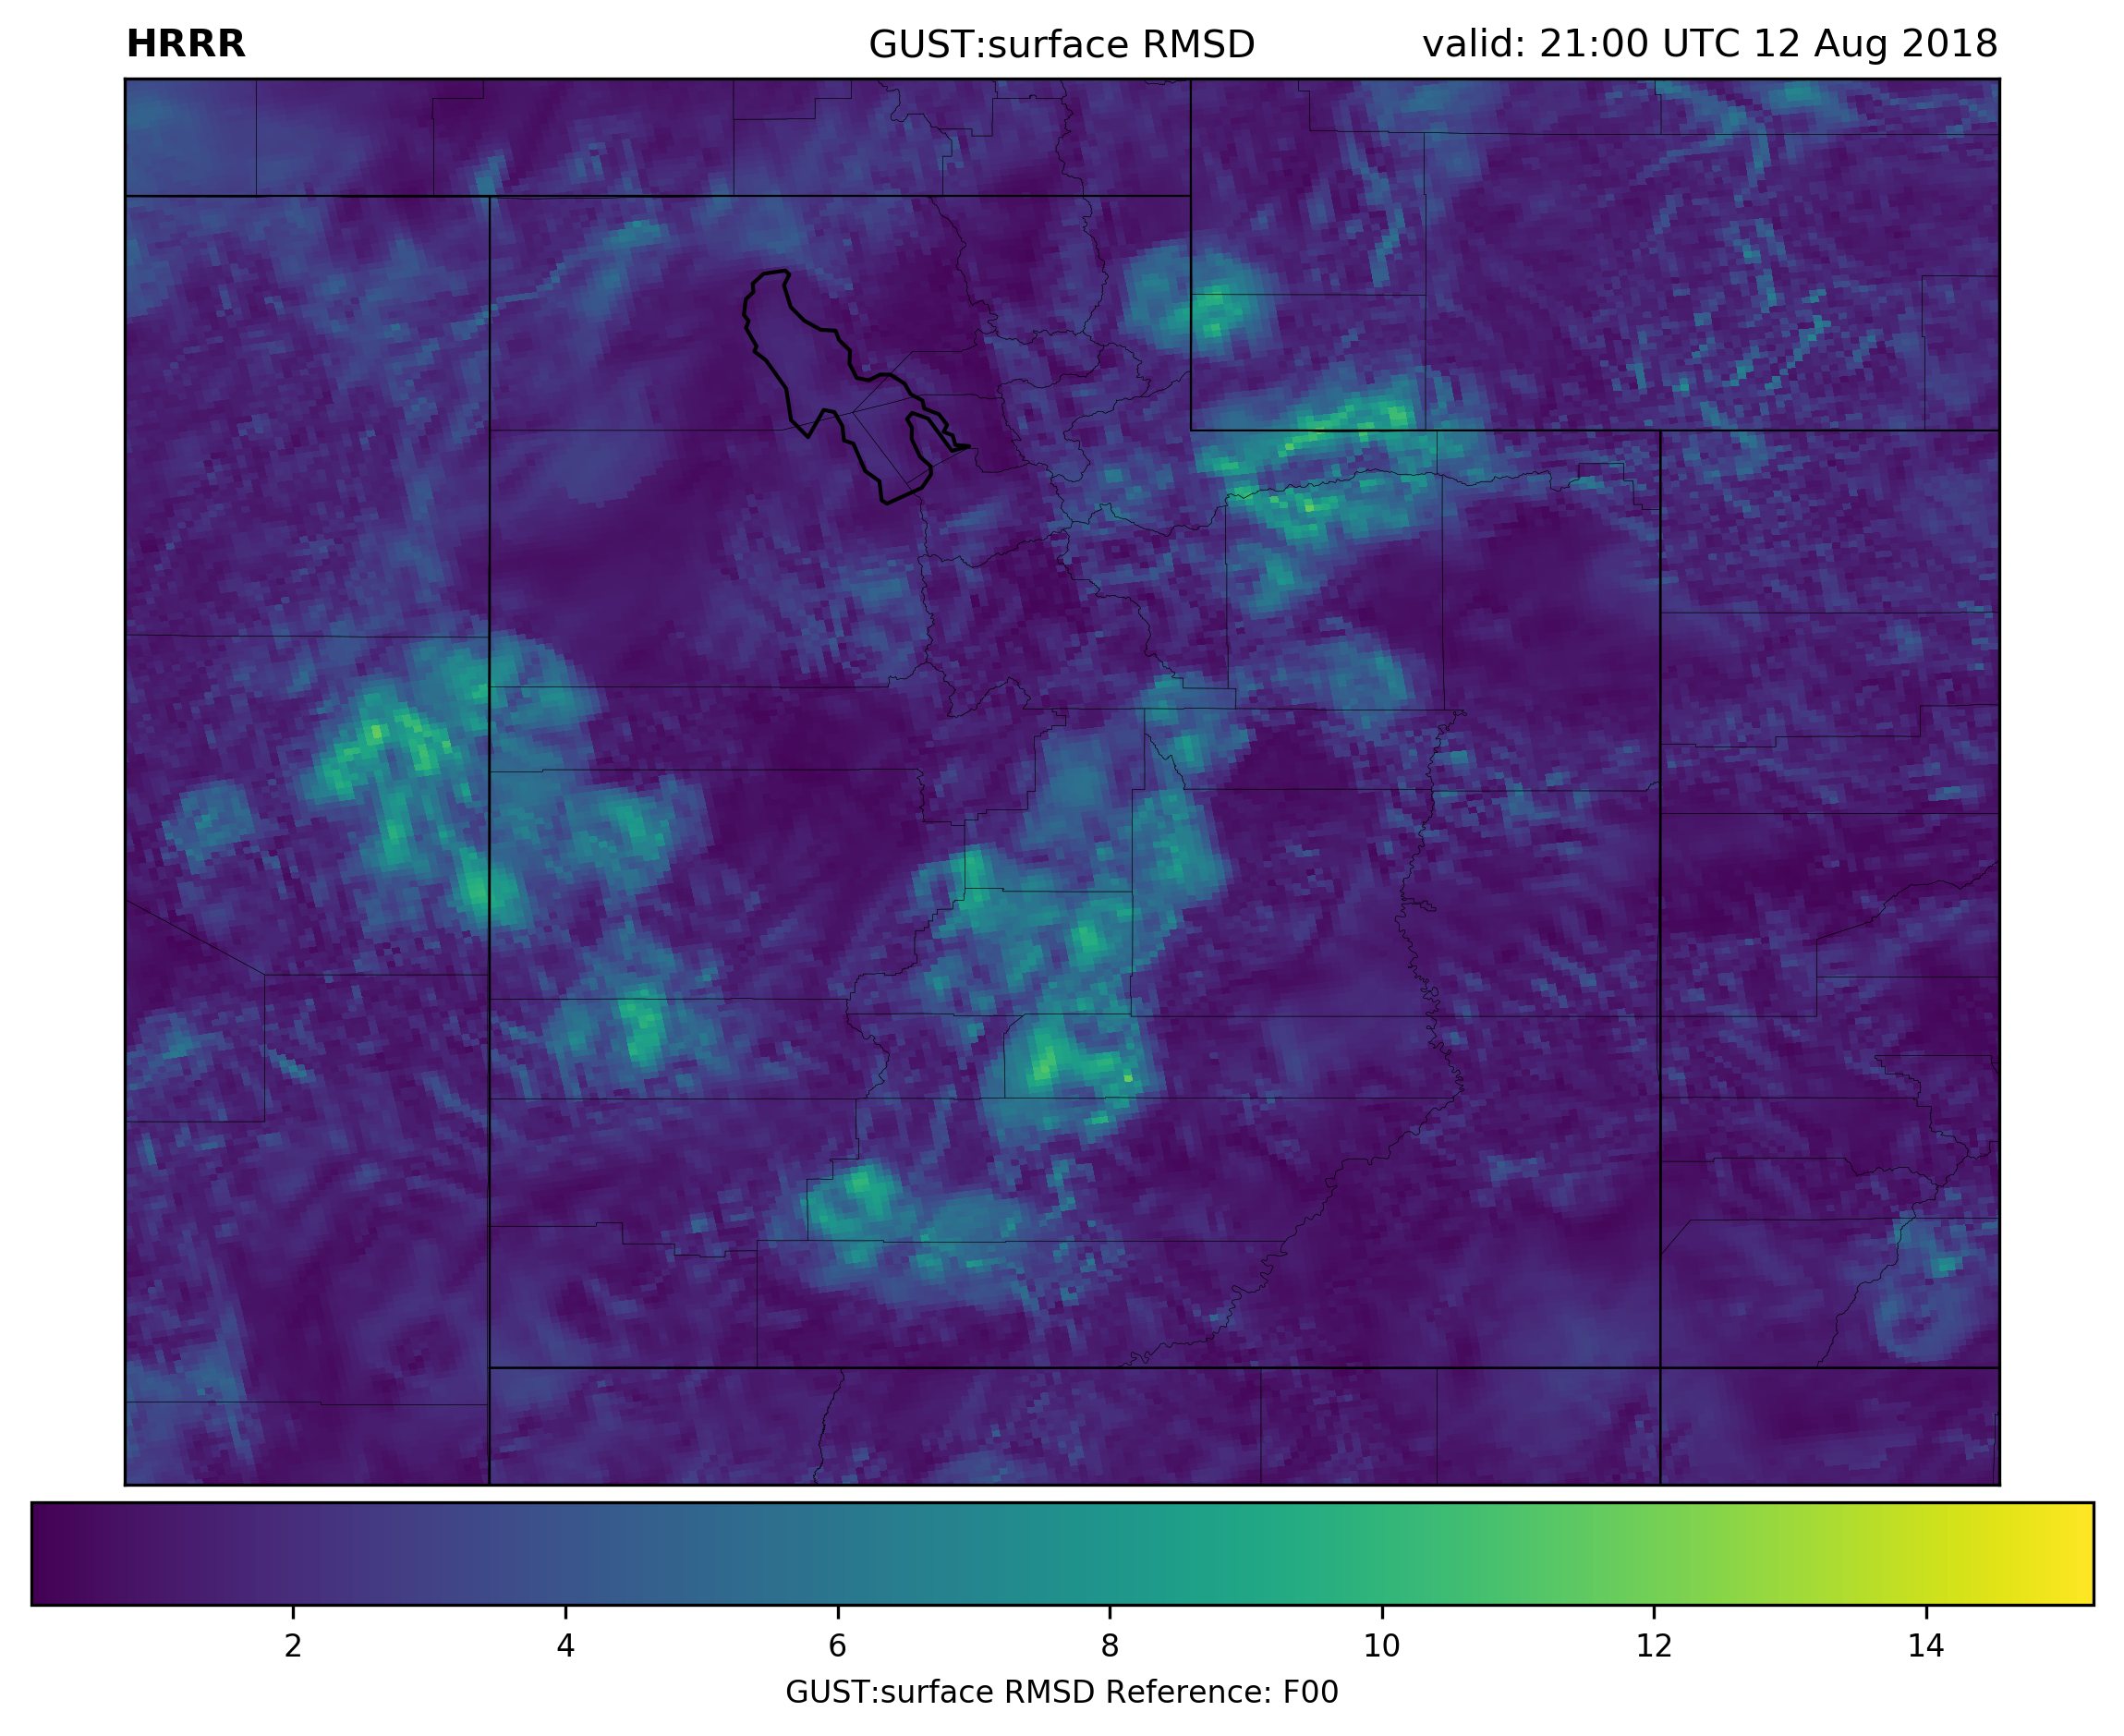 HRRR GUST:surface RMSD valid: 21:00 UTC 12 Aug 2018
2 4 6 8 10 12 14
GUST:surface RMSD Reference: F00